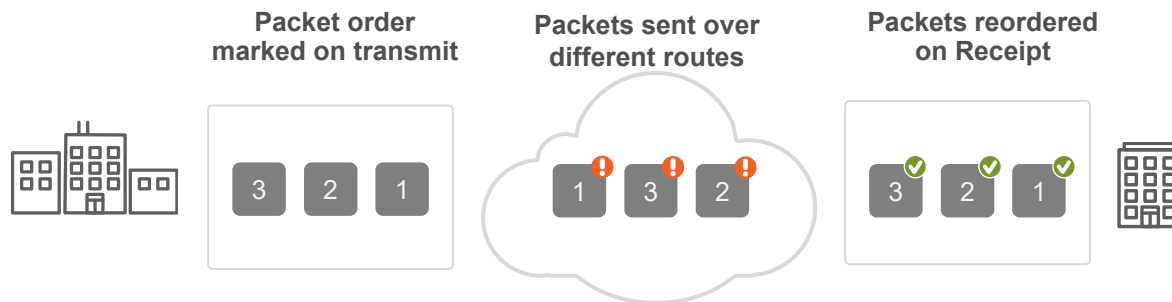 Packet order
marked on transmit
Packets sent over
different routes
Packets reordered
on Receipt
3 2 1
1 3 2
3 2 1